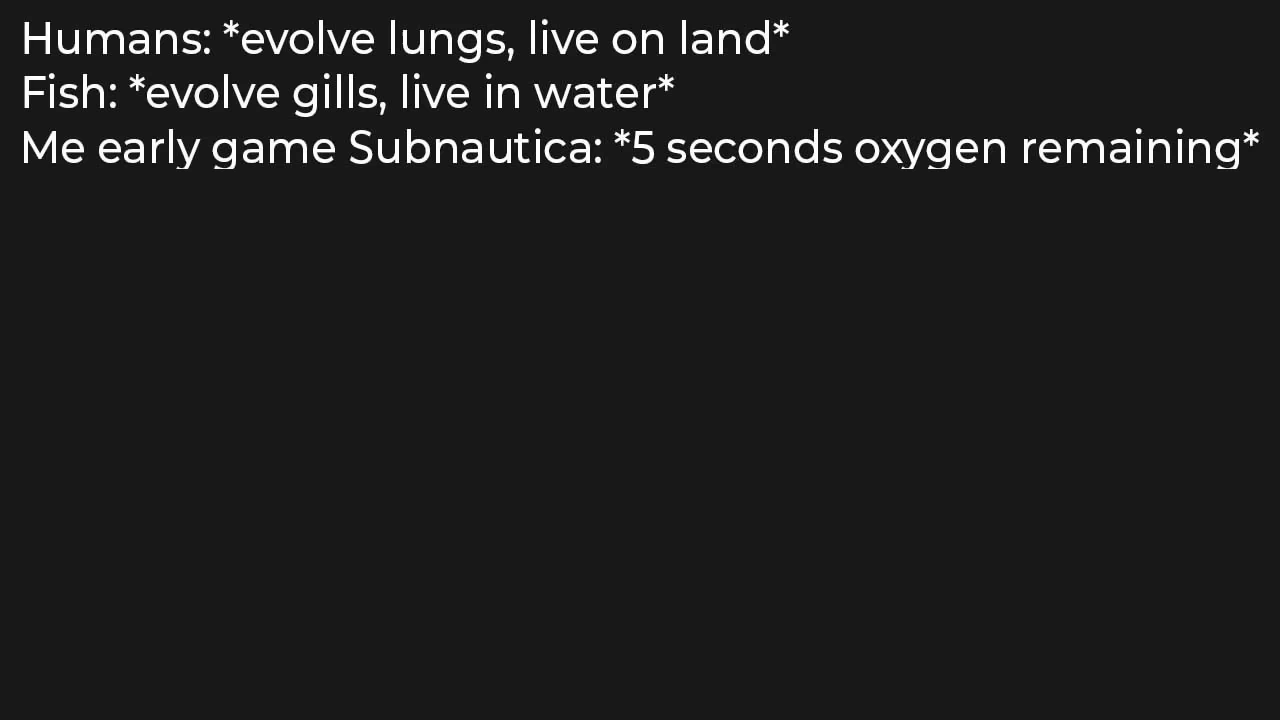 Humans: *evolve lungs, live on land*
Fish: *evolve gills, live in water*
Me early game Subnautica: *5 seconds oxygen remaining*